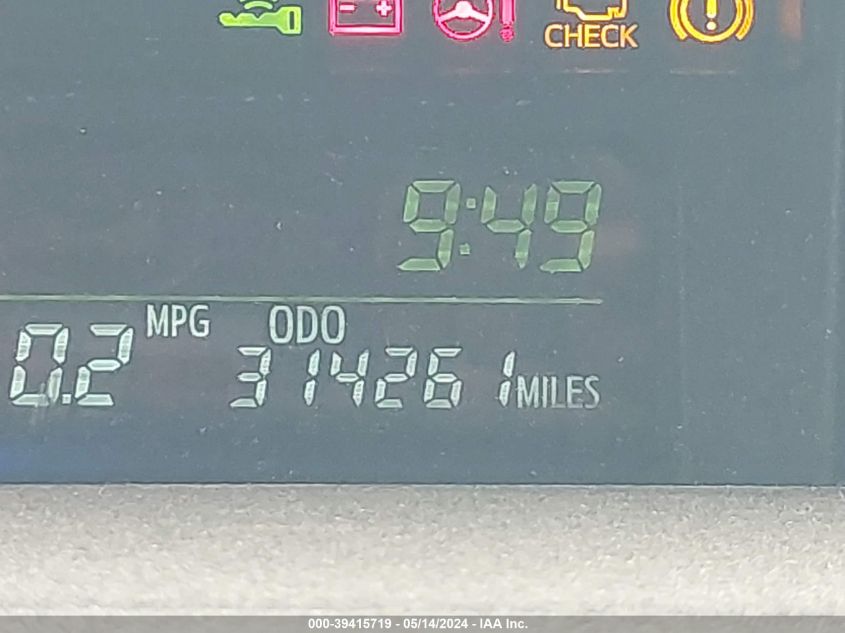 CHECK
9:49
0.2 MPG ODO 314261 MILES
000-39415719 - 05/14/2024 - IAA Inc.